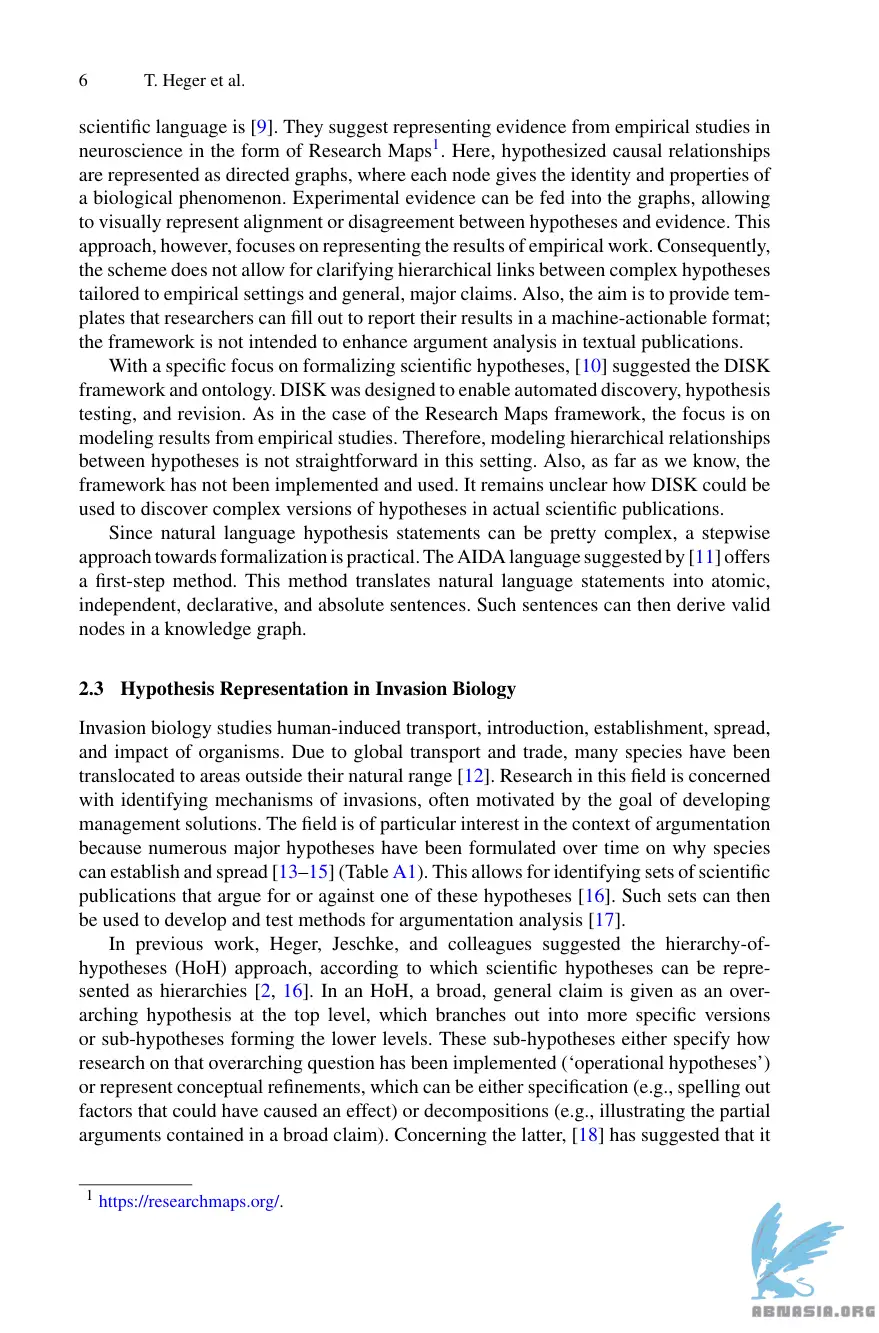 6 T. Heger et al.
scientific language is [9]. They suggest representing evidence from empirical studies in
neuroscience in the form of Research Maps1. Here, hypothesized causal relationships
are represented as directed graphs, where each node gives the identity and properties of
a biological phenomenon. Experimental evidence can be fed into the graphs, allowing
to visually represent alignment or disagreement between hypotheses and evidence. This
approach, however, focuses on representing the results of empirical work. Consequently,
the scheme does not allow for clarifying hierarchical links between complex hypotheses
tailored to empirical settings and general, major claims. Also, the aim is to provide tem-
plates that researchers can fill out to report their results in a machine-actionable format;
the framework is not intended to enhance argument analysis in textual publications.
With a specific focus on formalizing scientific hypotheses, [10] suggested the DISK
framework and ontology. DISK was designed to enable automated discovery, hypothesis
testing, and revision. As in the case of the Research Maps framework, the focus is on
modeling results from empirical studies. Therefore, modeling hierarchical relationships
between hypotheses is not straightforward in this setting. Also, as far as we know, the
framework has not been implemented and used. It remains unclear how DISK could be
used to discover complex versions of hypotheses in actual scientific publications.
Since natural language hypothesis statements can be pretty complex, a stepwise
approach towards formalization is practical. The AIDA language suggested by [11] offers
a first-step method. This method translates natural language statements into atomic,
independent, declarative, and absolute sentences. Such sentences can then derive valid
nodes in a knowledge graph.
2.3 Hypothesis Representation in Invasion Biology
Invasion biology studies human-induced transport, introduction, establishment, spread,
and impact of organisms. Due to global transport and trade, many species have been
translocated to areas outside their natural range [12]. Research in this field is concerned
with identifying mechanisms of invasions, often motivated by the goal of developing
management solutions. The field is of particular interest in the context of argumentation
because numerous major hypotheses have been formulated over time on why species
can establish and spread [13–15] (Table A1). This allows for identifying sets of scientific
publications that argue for or against one of these hypotheses [16]. Such sets can then
be used to develop and test methods for argumentation analysis [17].
In previous work, Heger, Jeschke, and colleagues suggested the hierarchy-of-
hypotheses (HoH) approach, according to which scientific hypotheses can be repre-
sented as hierarchies [2, 16]. In an HoH, a broad, general claim is given as an over-
arching hypothesis at the top level, which branches out into more specific versions
or sub-hypotheses forming the lower levels. These sub-hypotheses either specify how
research on that overarching question has been implemented (‘operational hypotheses’)
or represent conceptual refinements, which can be either specification (e.g., spelling out
factors that could have caused an effect) or decompositions (e.g., illustrating the partial
arguments contained in a broad claim). Concerning the latter, [18] has suggested that it
1 https://researchmaps.org/.
ABNASIA.ORG